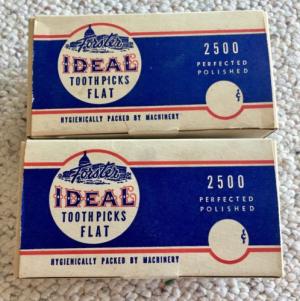 Forster
IDEAL
TOOTHPICKS
FLAT
2500
PERFECTED
POLISHED
¢
HYGIENICALLY PACKED BY MACHINERY
Forster
IDEAL
TOOTHPICKS
FLAT
2500
PERFECTED
POLISHED
¢
HYGIENICALLY PACKED BY MACHINERY